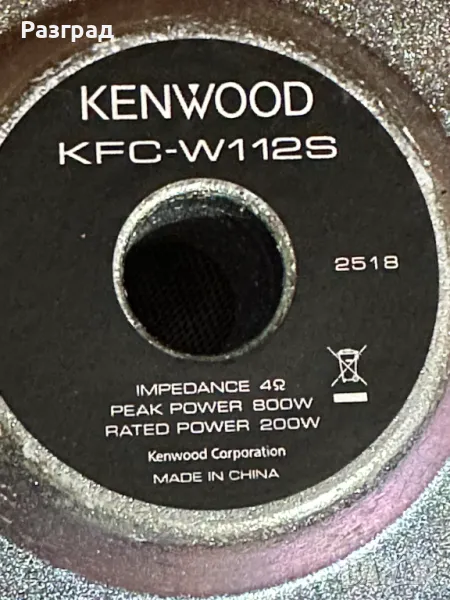 Разград
KENWOOD
KFC-W112S
2518
IMPEDANCE 4Ω
PEAK POWER 800W
RATED POWER 200W
Kenwood Corporation
MADE IN CHINA